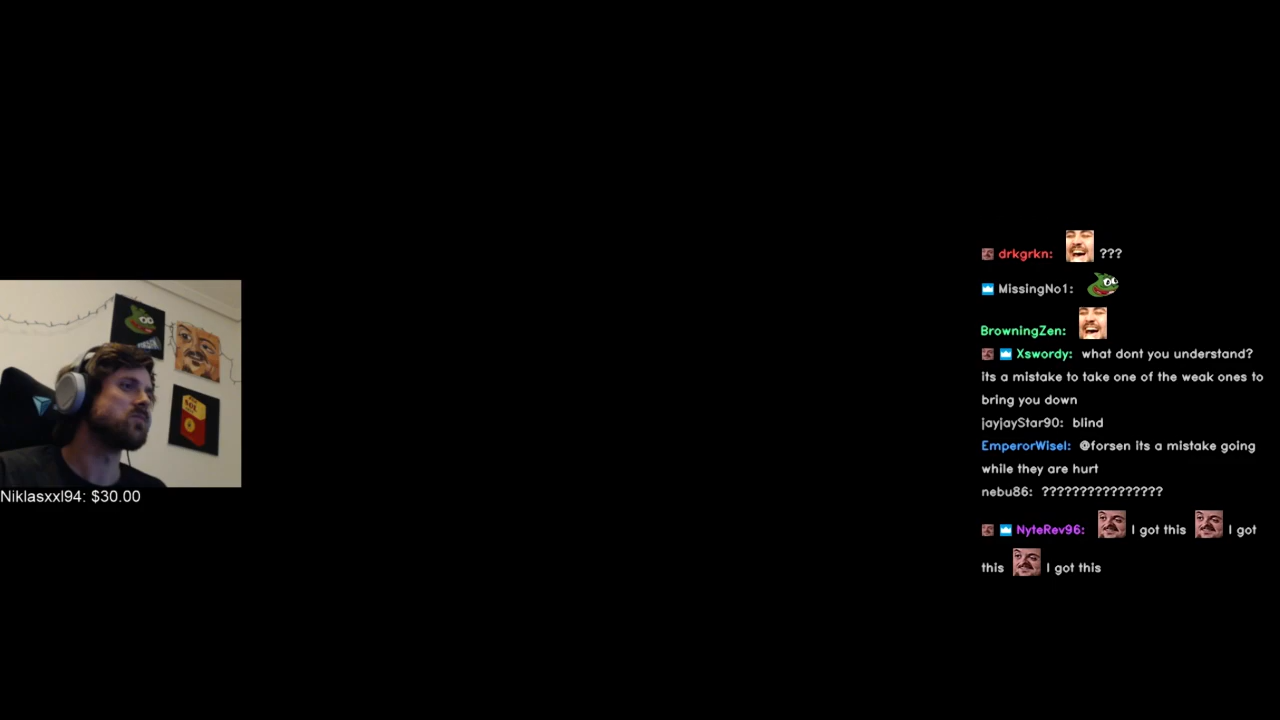 drkgrkn: ???
MissingNo1:
BrowningZen:
Xswordy: what dont you understand?
its a mistake to take one of the weak ones to
bring you down
jayjayStar90: blind
EmperorWisel: @forsen its a mistake going
while they are hurt
nebu86: ????????????????
Niklasxxl94: $30.00
NyteRev96: I got this I got
this I got this